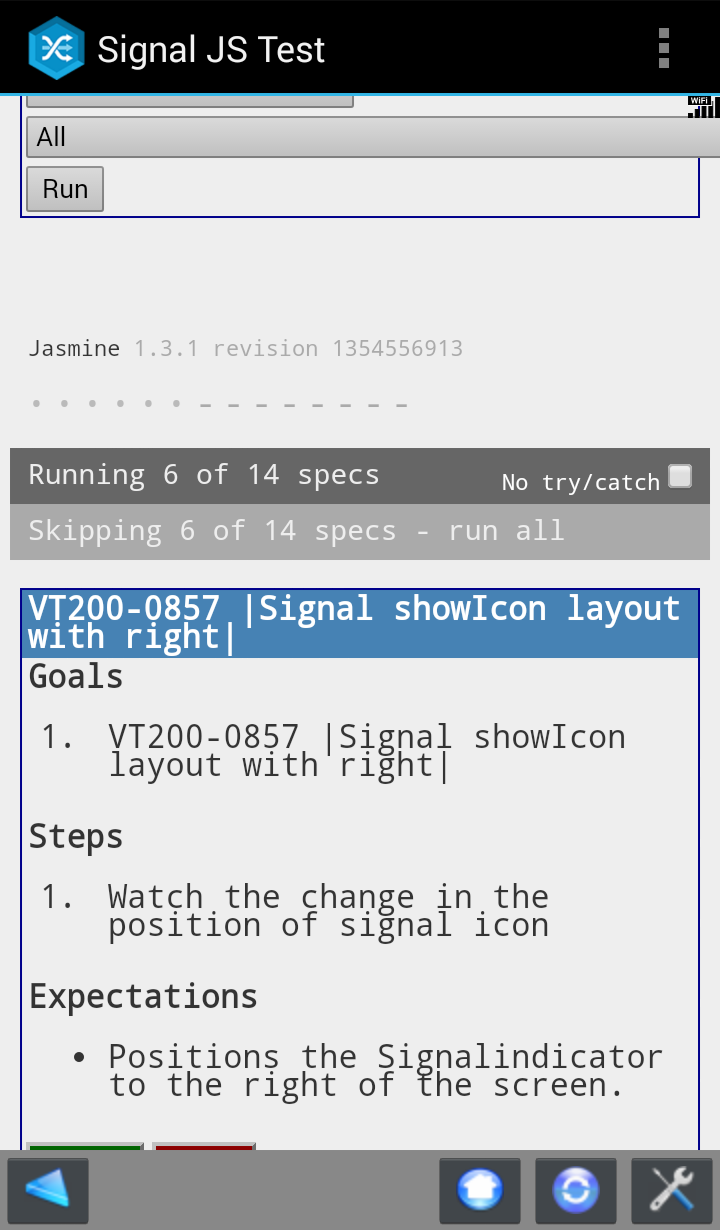 Signal JS Test
WiFi
All
Run
Jasmine 1.3.1 revision 1354556913
Running 6 of 14 specs
No try/catch
Skipping 6 of 14 specs - run all
VT200-0857 |Signal showIcon layout
with right|
Goals
1. VT200-0857 |Signal showIcon
layout with right|
Steps
1. Watch the change in the
position of signal icon
Expectations
• Positions the Signalindicator
to the right of the screen.